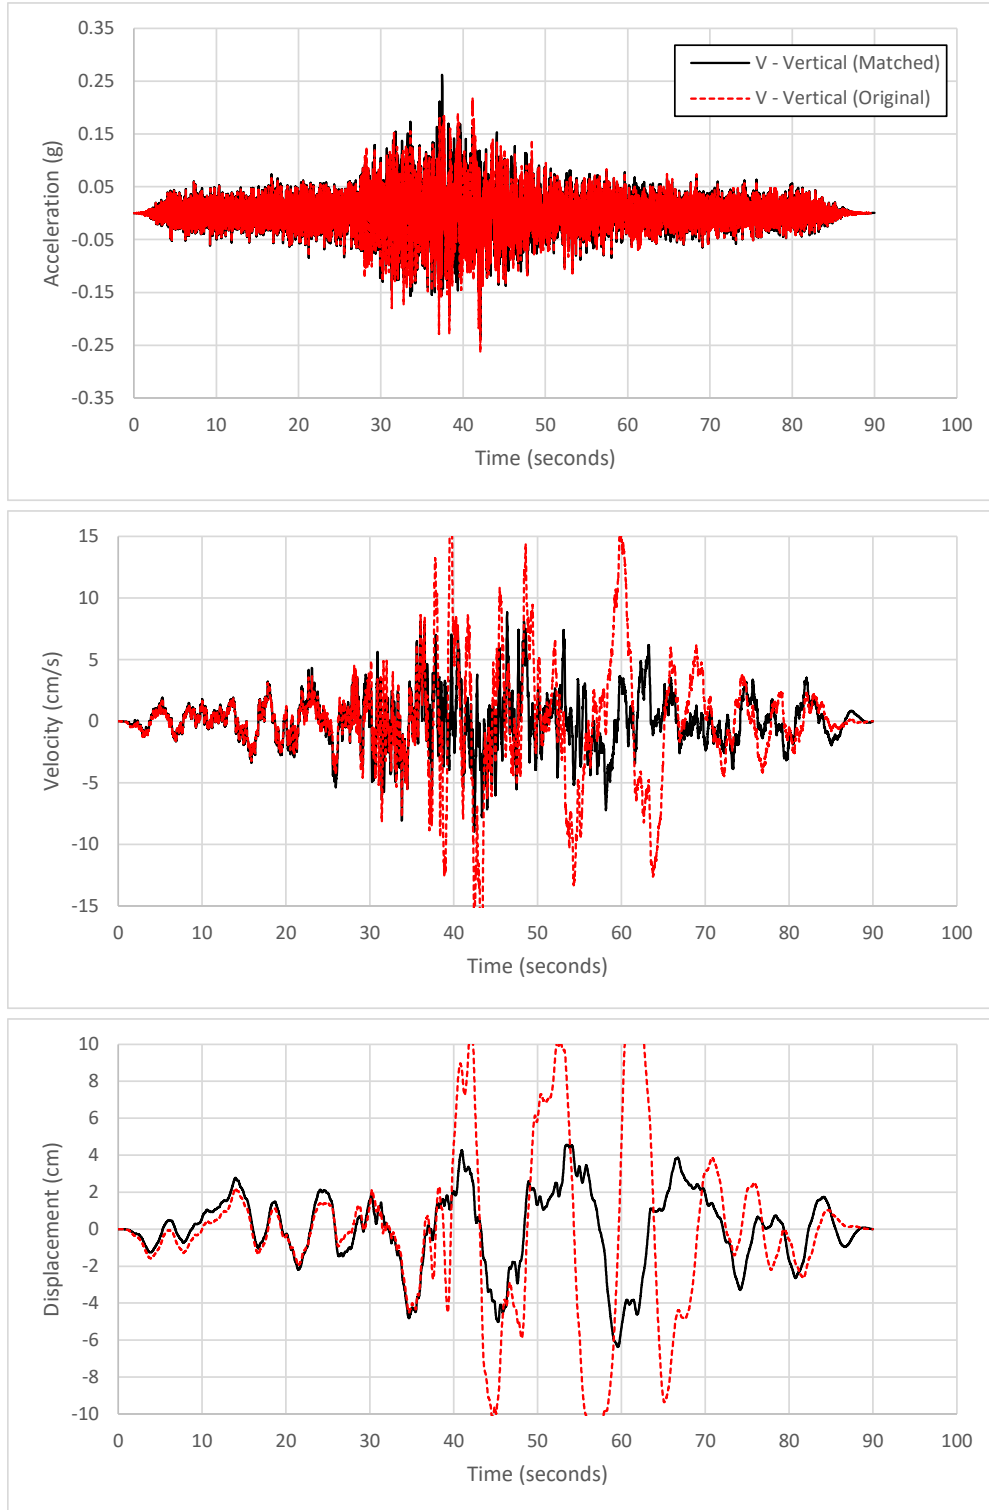 0.35
0.25
0.15
0.05
-0.05
-0.15
-0.25
-0.35
Acceleration (g)
V - Vertical (Matched)
V - Vertical (Original)
0 10 20 30 40 50 60 70 80 90 100
Time (seconds)
15
10
5
0
-5
-10
-15
Velocity (cm/s)
0 10 20 30 40 50 60 70 80 90 100
Time (seconds)
10
8
6
4
2
0
-2
-4
-6
-8
-10
Displacement (cm)
0 10 20 30 40 50 60 70 80 90 100
Time (seconds)